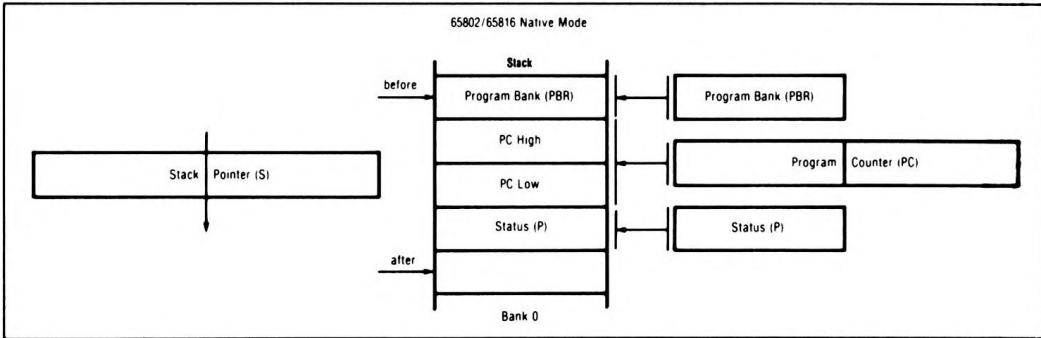 65802/65816 Native Mode
Stack
before
Program Bank (PBR)
Program Bank (PBR)
PC High
Stack Pointer (S)
Program Counter (PC)
PC Low
Status (P)
Status (P)
after
Bank 0